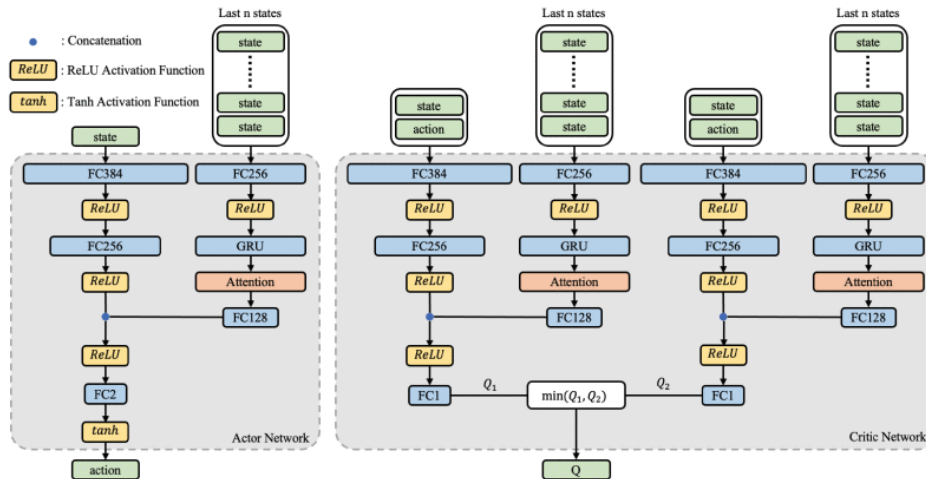 Last n states
state
state
state
: Concatenation
ReLU : ReLU Activation Function
tanh : Tanh Activation Function
state
FC384
FC256
ReLU
ReLU
FC256
GRU
ReLU
Attention
FC128
ReLU
FC2
tanh
Actor Network
action
Last n states
state
state
state
Last n states
state
state
state
state
action
state
action
FC384
FC256
FC384
FC256
ReLU
ReLU
ReLU
ReLU
FC256
GRU
FC256
GRU
ReLU
Attention
ReLU
Attention
FC128
FC128
ReLU
ReLU
FC1
Q1
min(Q1, Q2)
Q2
FC1
Critic Network
Q